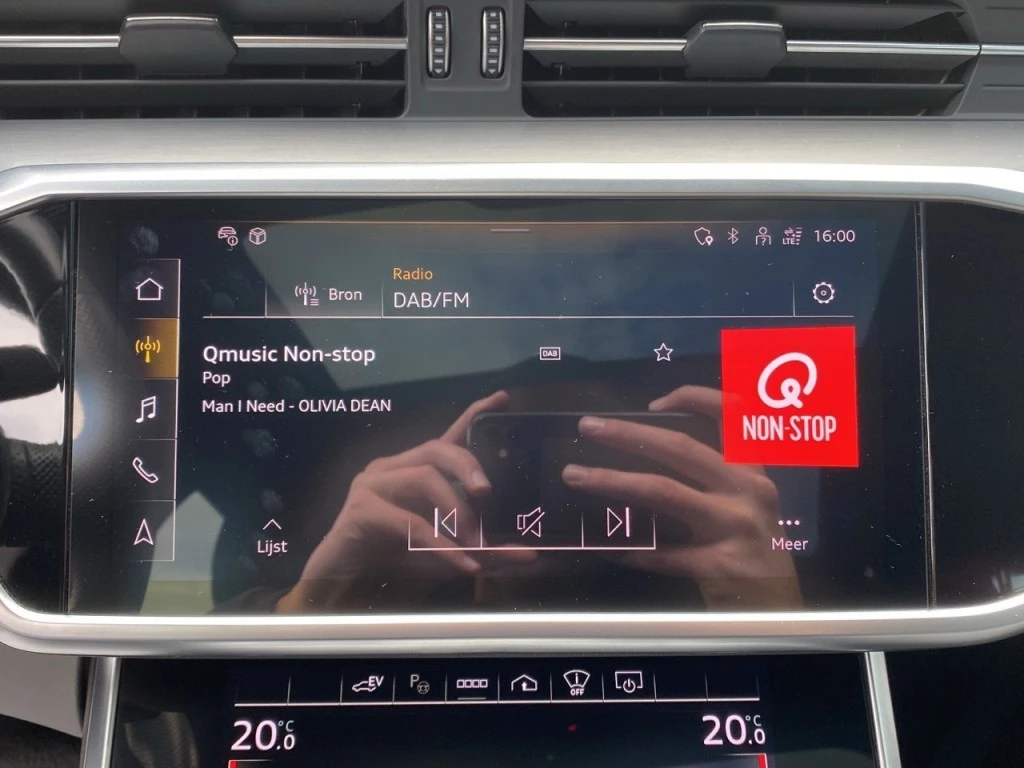 LTE
16:00
Radio
Bron
DAB/FM
Qmusic Non-stop
DAB
Pop
Man I Need - OLIVIA DEAN
NON-STOP
Lijst
Meer
EV
P
OFF
20.0 °C
20.0 °C